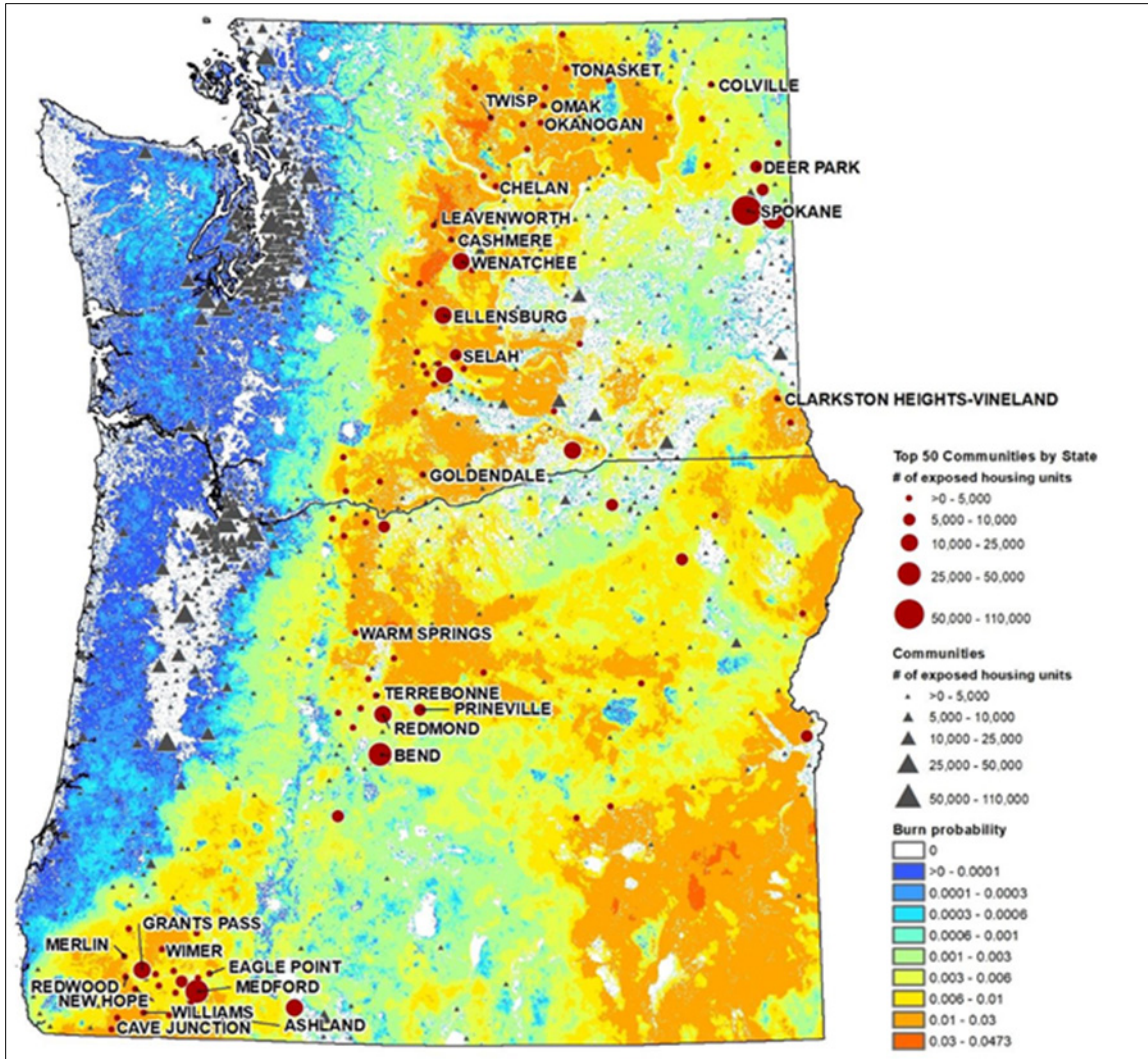 TONASKET
COLVILLE
TWISP
OMAK
OKANOGAN
DEER PARK
CHELAN
SPOKANE
LEAVENWORTH
CASHMERE
WENATCHEE
ELLENSBURG
SELAH
CLARKSTON HEIGHTS-VINELAND
GOLDENDALE
WARM SPRINGS
TERREBONNE
PRINEVILLE
REDMOND
BEND
GRANTS PASS
MERLIN
WIMER
EAGLE POINT
REDWOOD
MEDFORD
NEW HOPE
WILLIAMS
CAVE JUNCTION
ASHLAND
Top 50 Communities by State
# of exposed housing units
>0 - 5,000
5,000 - 10,000
10,000 - 25,000
25,000 - 50,000
50,000 - 110,000
Communities
# of exposed housing units
>0 - 5,000
5,000 - 10,000
10,000 - 25,000
25,000 - 50,000
50,000 - 110,000
Burn probability
0
>0 - 0.0001
0.0001 - 0.0003
0.0003 - 0.0006
0.0006 - 0.001
0.001 - 0.003
0.003 - 0.006
0.006 - 0.01
0.01 - 0.03
0.03 - 0.0473